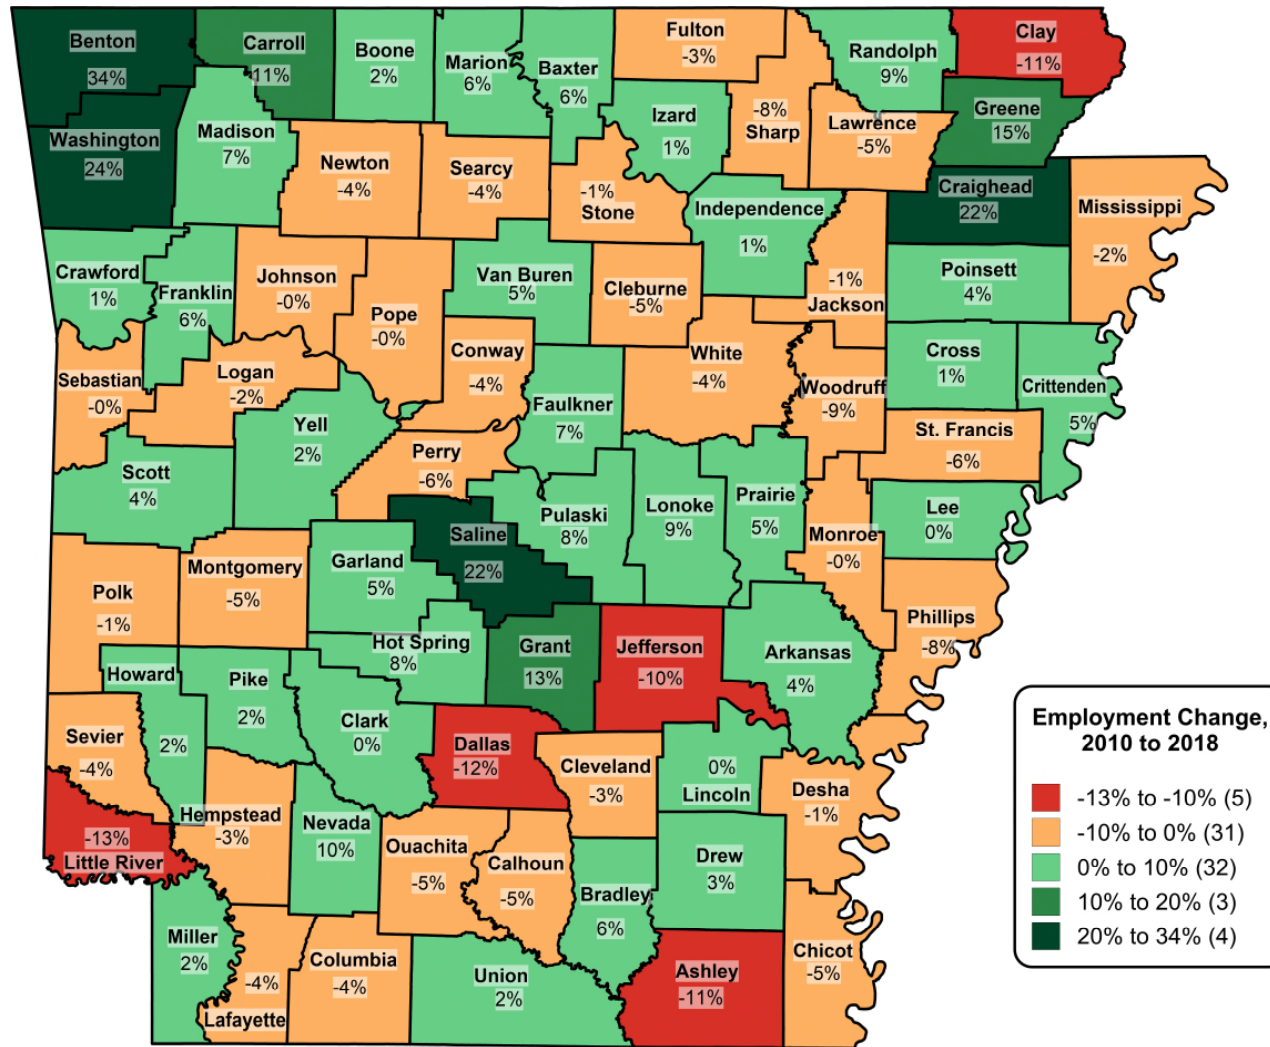 Benton
34%
Carroll
11%
Boone
2%
Marion
6%
Baxter
6%
Fulton
-3%
Randolph
9%
Clay
-11%
Washington
24%
Madison
7%
Newton
-4%
Searcy
-4%
-1%
Stone
Izard
1%
-8%
Sharp
Lawrence
-5%
Greene
15%
Craighead
22%
Mississippi
-2%
Independence
1%
Crawford
1%
Franklin
6%
Johnson
-0%
Pope
-0%
Van Buren
5%
Cleburne
-5%
-1%
Jackson
Poinsett
4%
Sebastian
-0%
Logan
-2%
Conway
-4%
White
-4%
Woodruff
-9%
Cross
1%
Crittenden
5%
Yell
2%
Faulkner
7%
St. Francis
-6%
Scott
4%
Perry
-6%
Saline
22%
Pulaski
8%
Lonoke
9%
Prairie
5%
Monroe
-0%
Lee
0%
Polk
-1%
Montgomery
-5%
Garland
5%
Hot Spring
8%
Grant
13%
Jefferson
-10%
Arkansas
4%
Phillips
-8%
Howard
2%
Pike
2%
Clark
0%
Dallas
-12%
Cleveland
-3%
0%
Lincoln
Desha
-1%
Sevier
-4%
-13%
Little River
Hempstead
-3%
Nevada
10%
Ouachita
-5%
Calhoun
-5%
Bradley
6%
Drew
3%
Miller
2%
-4%
Lafayette
Columbia
-4%
Union
2%
Ashley
-11%
Chicot
-5%
Employment Change,
2010 to 2018
-13% to -10% (5)
-10% to 0% (31)
0% to 10% (32)
10% to 20% (3)
20% to 34% (4)